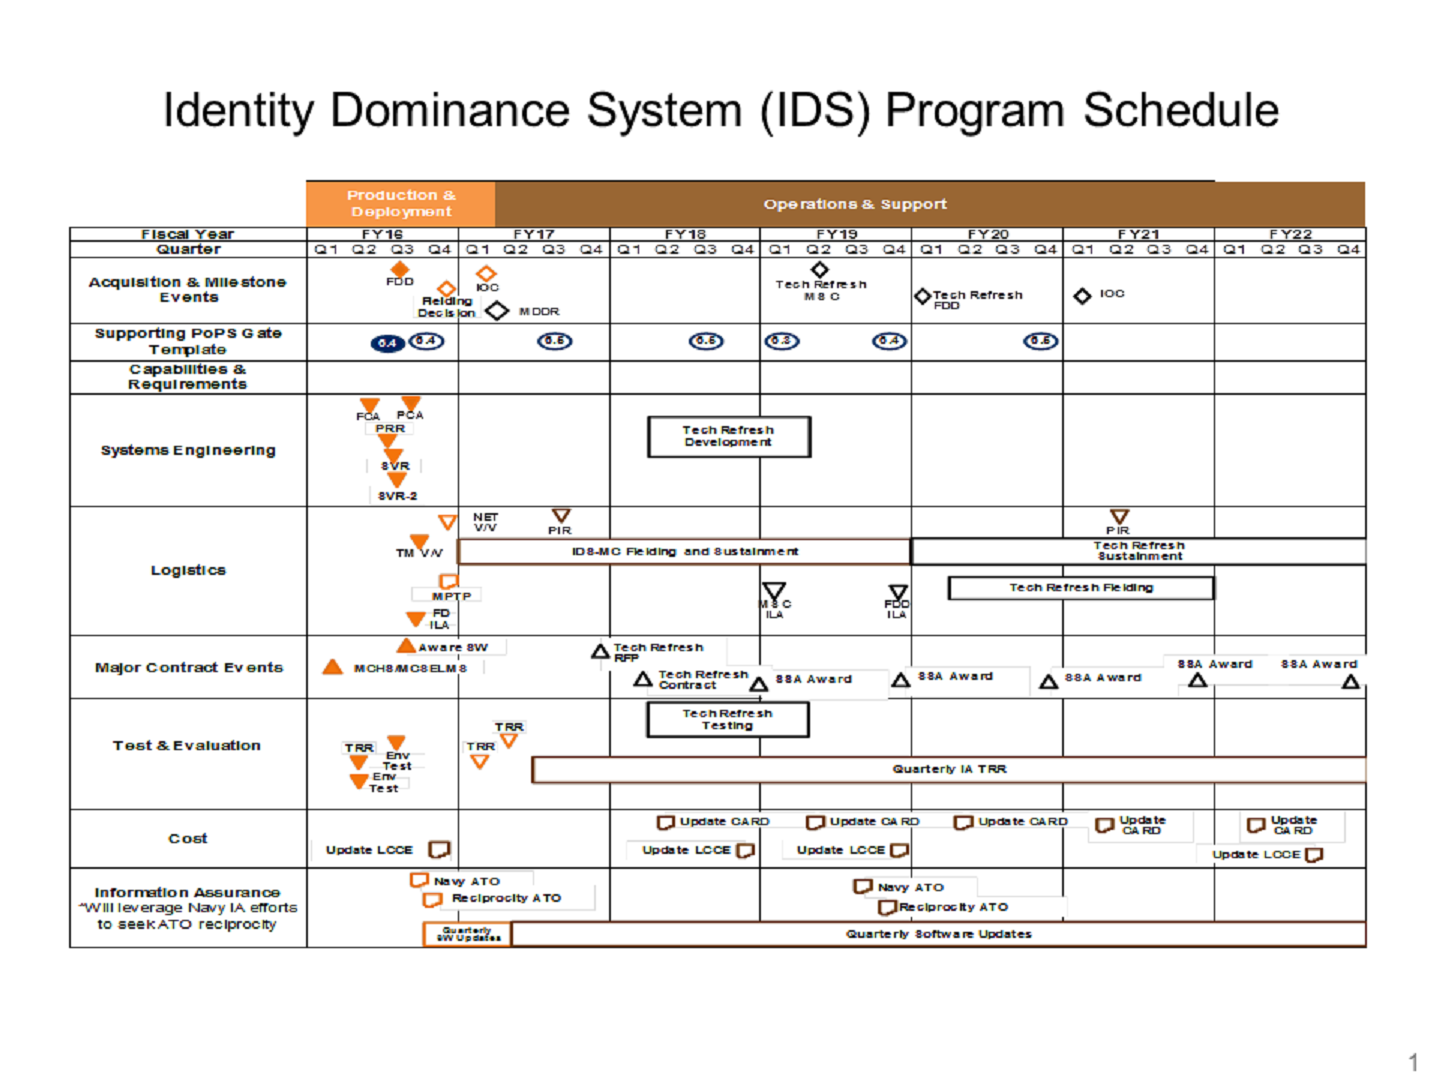 Identity Dominance System (IDS) Program Schedule
Production &
Deployment
Operations & Support
Fiscal Year FY16 FY17 FY18 FY19 FY20 FY21 FY22
Quarter Q1 Q2 Q3 Q4 Q1 Q2 Q3 Q4 Q1 Q2 Q3 Q4 Q1 Q2 Q3 Q4 Q1 Q2 Q3 Q4 Q1 Q2 Q3 Q4 Q1 Q2 Q3 Q4
Acquisition & Milestone
Events
FDD
Decision
IOC
MDDR
Tech Refresh
MSC
Tech Refresh
FDD
IOC
Supporting PoPS Gate
Template
6.4 6.4 6.5 6.5 6.3 6.4 6.5
Capabilities &
Requirements
Systems Engineering
FCA PCA
PRR
SVR
SVR-2
Tech Refresh
Development
Logistics
NET
V/V
PIR
PIR
TM V/V
IDS-MC Fielding and Sustainment
Tech Refresh
Sustainment
MPTP
Tech Refresh Fielding
FD
ILA
MSC
ILA
FDD
ILA
Major Contract Events
Aware SW
MCHS/MCSELMS
Tech Refresh
RFP
Tech Refresh
Contract
SSA Award
SSA Award
SSA Award
SSA Award
SSA Award
Test & Evaluation
Tech Refresh
Testing
TRR
Env
Test
Env
Test
TRR
TRR
Quarterly IA TRR
Cost
Update CARD
Update CARD
Update CARD
Update
CARD
Update
CARD
Update LCCE
Update LCCE
Update LCCE
Update LCCE
Information Assurance
*Will leverage Navy IA efforts
to seek ATO reciprocity
Navy ATO
Reciprocity ATO
Navy ATO
Reciprocity ATO
Quarterly
SW Updates
Quarterly Software Updates
1